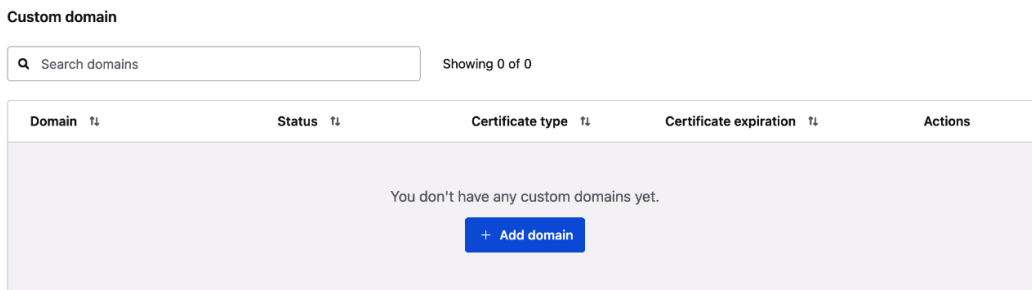 Custom domain
Search domains
Showing 0 of 0
Domain
Status
Certificate type
Certificate expiration
Actions
You don't have any custom domains yet.
+ Add domain